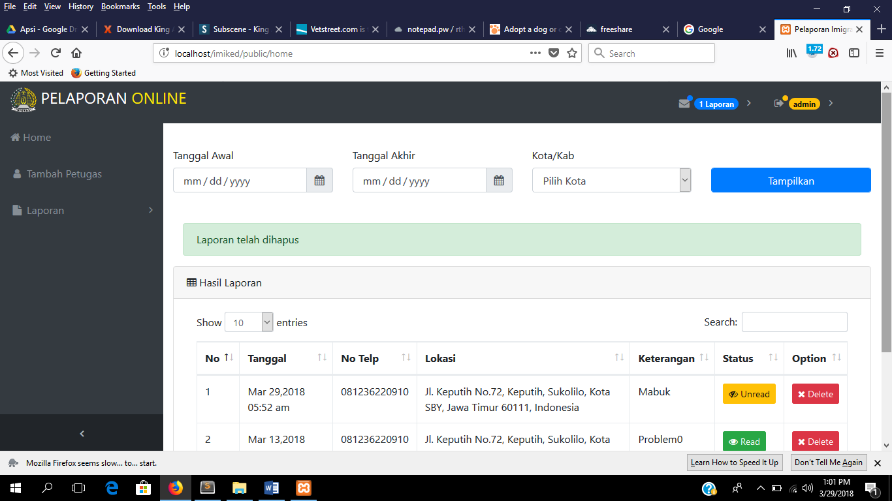 File Edit View History Bookmarks Tools Help
Apsi - Google Dr
Download King A
Subscene - King
Vetstreet.com is
notepad.pw / rth
Adopt a dog or c
freeshare
Google
Pelaporan Imigra
localhost/imiked/public/home
Search
1.72
Most Visited Getting Started
PELAPORAN ONLINE
1 Laporan
admin
Home
Tambah Petugas
Laporan
Tanggal Awal Tanggal Akhir Kota/Kab
mm / dd / yyyy mm / dd / yyyy Pilih Kota Tampilkan
Laporan telah dihapus
Hasil Laporan
Show 10 entries Search:
No Tanggal No Telp Lokasi Keterangan Status Option
1 Mar 29,2018 081236220910 Jl. Keputih No.72, Keputih, Sukolilo, Kota Mabuk Unread Delete
05:52 am SBY, Jawa Timur 60111, Indonesia
2 Mar 13,2018 081236220910 Jl. Keputih No.72, Keputih, Sukolilo, Kota Problem0 Read Delete
Mozilla Firefox seems slow... to... start. Learn How to Speed It Up Don't Tell Me Again
1:01 PM
3/29/2018
1